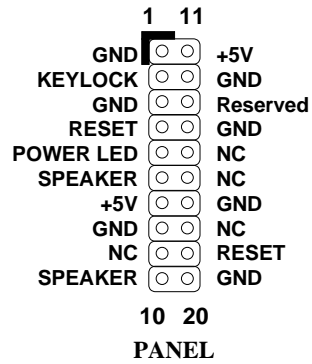 1 11
GND +5V
KEYLOCK GND
GND Reserved
RESET GND
POWER LED NC
SPEAKER NC
+5V GND
GND NC
NC RESET
SPEAKER GND
10 20
PANEL